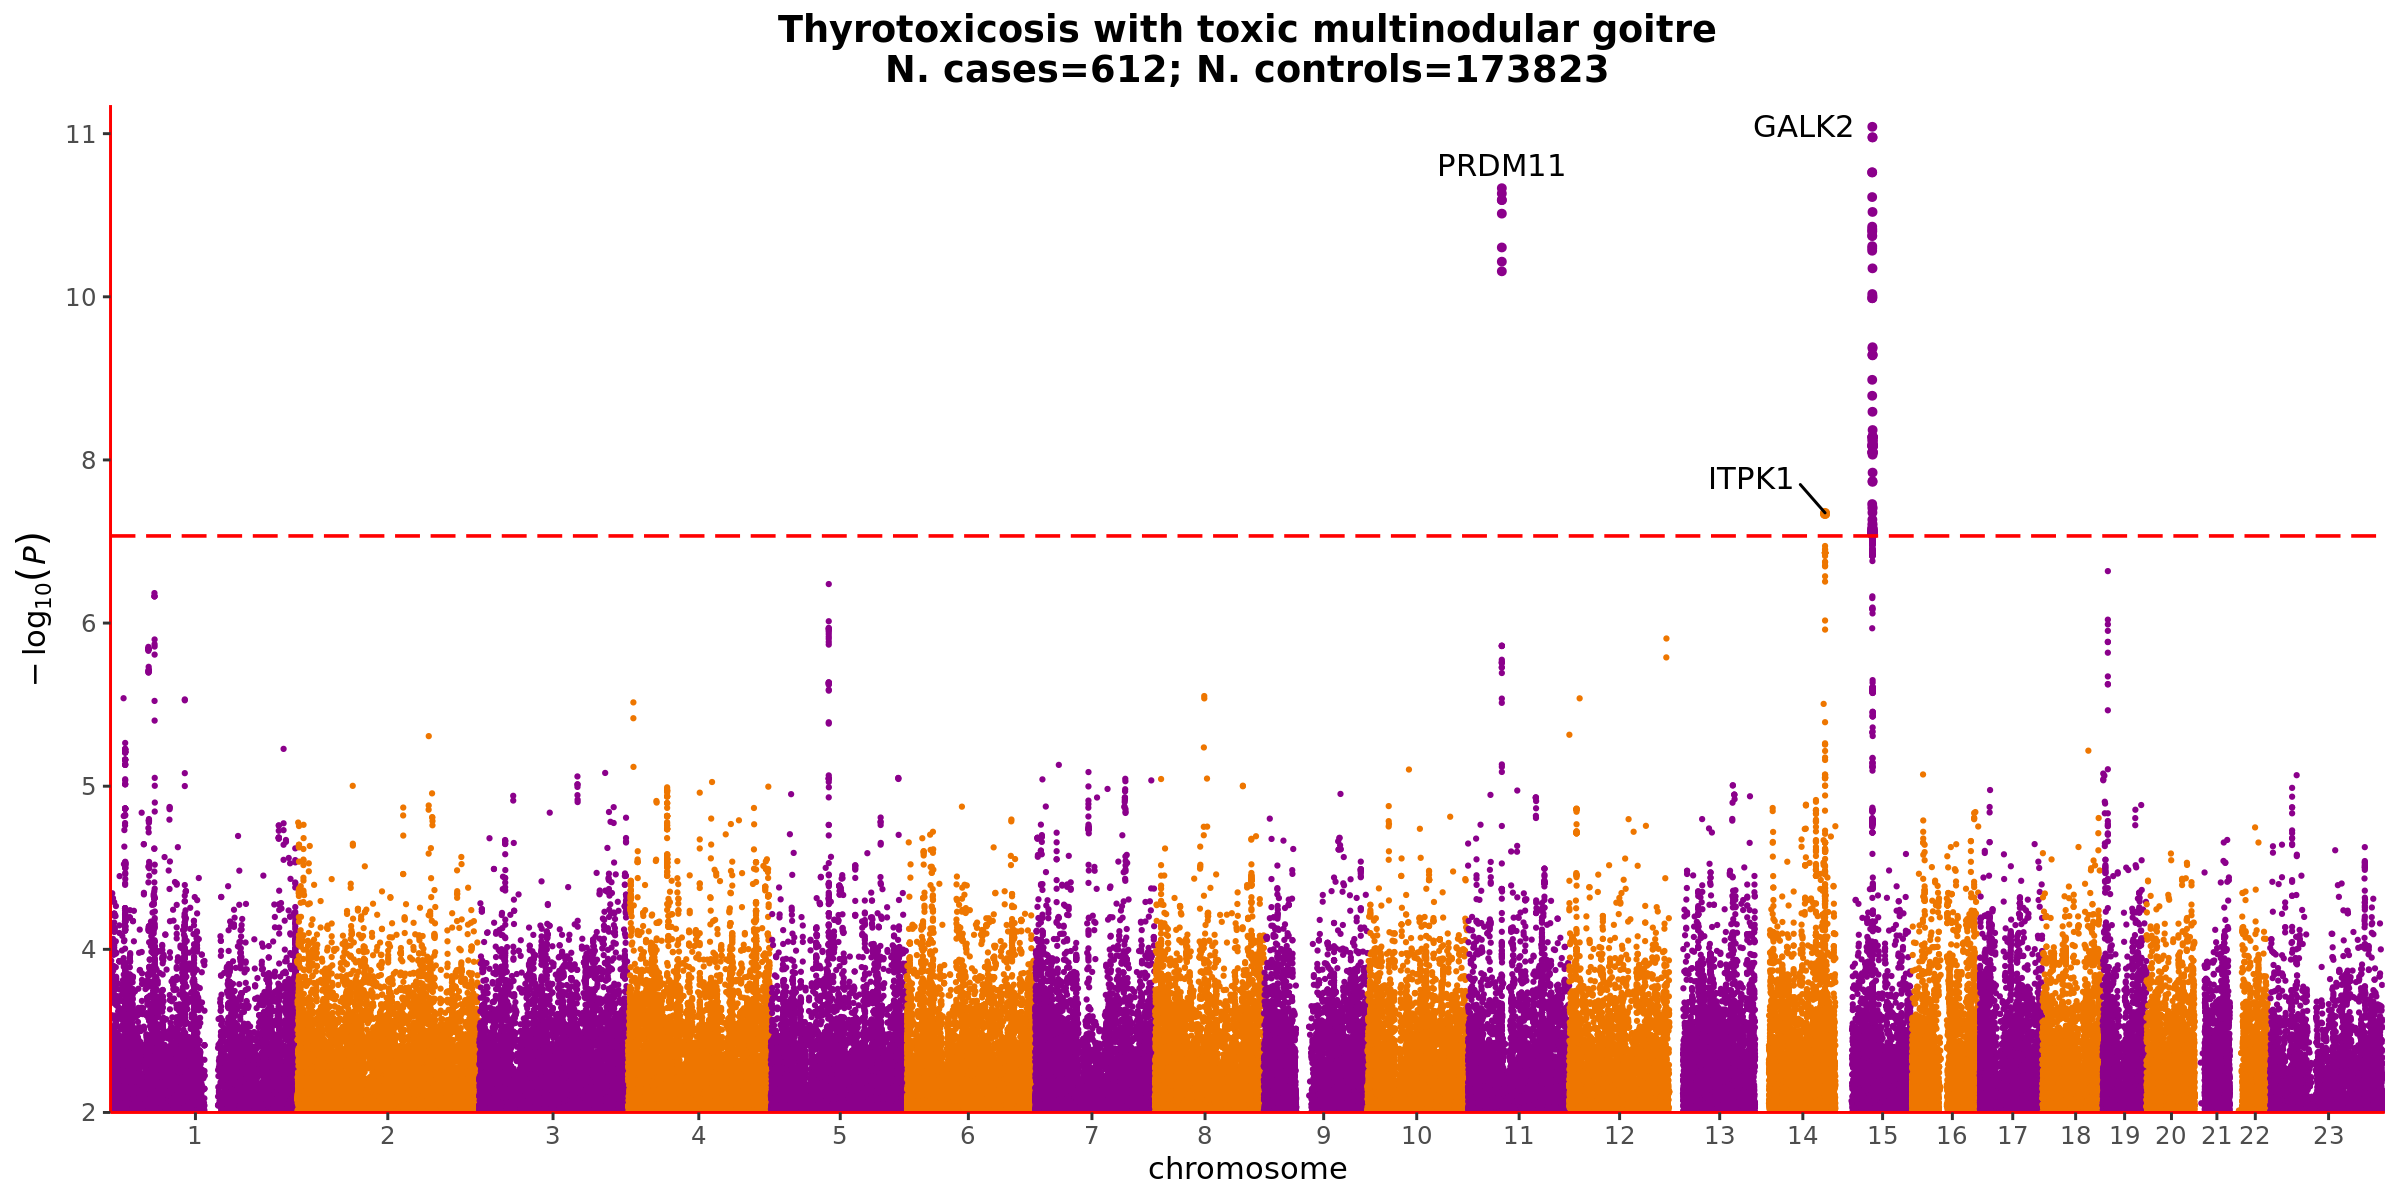 Thyrotoxicosis with toxic multinodular goitre
N. cases=612; N. controls=173823
11
GALK2
PRDM11
10
8
ITPK1
− log10(P)
6
5
4
2
1 2 3 4 5 6 7 8 9 10 11 12 13 14 15 16 17 18 19 20 21 22 23
chromosome